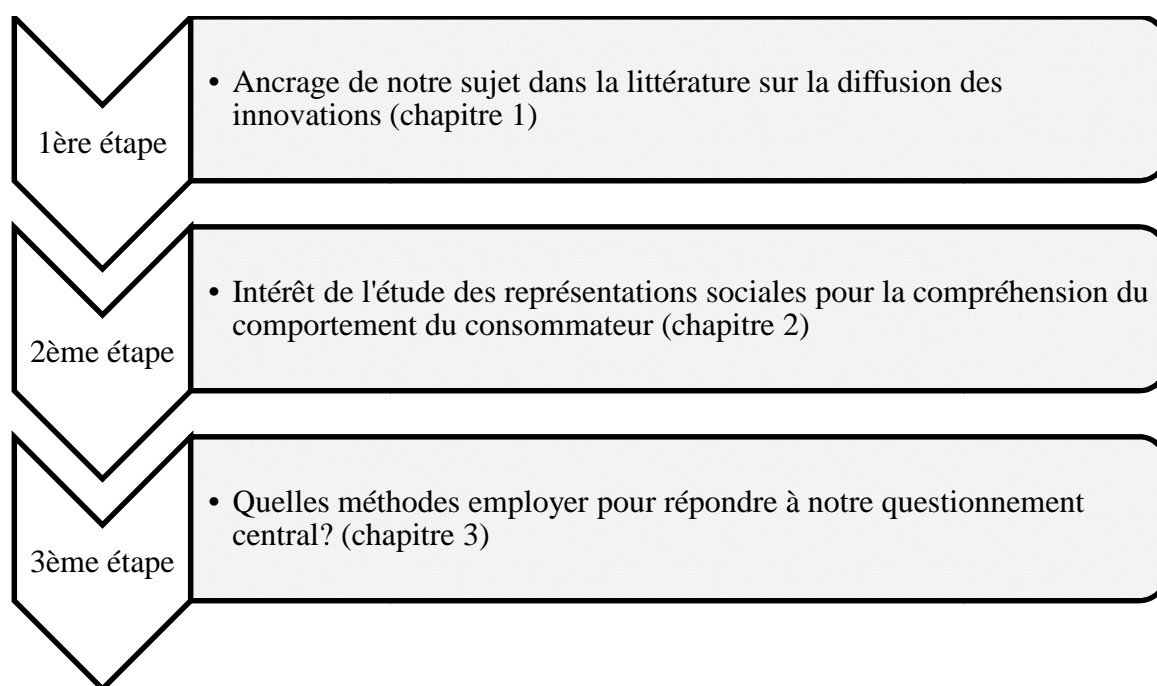 1ère étape
• Ancrage de notre sujet dans la littérature sur la diffusion des
innovations (chapitre 1)
2ème étape
• Intérêt de l'étude des représentations sociales pour la compréhension du
comportement du consommateur (chapitre 2)
3ème étape
• Quelles méthodes employer pour répondre à notre questionnement
central? (chapitre 3)